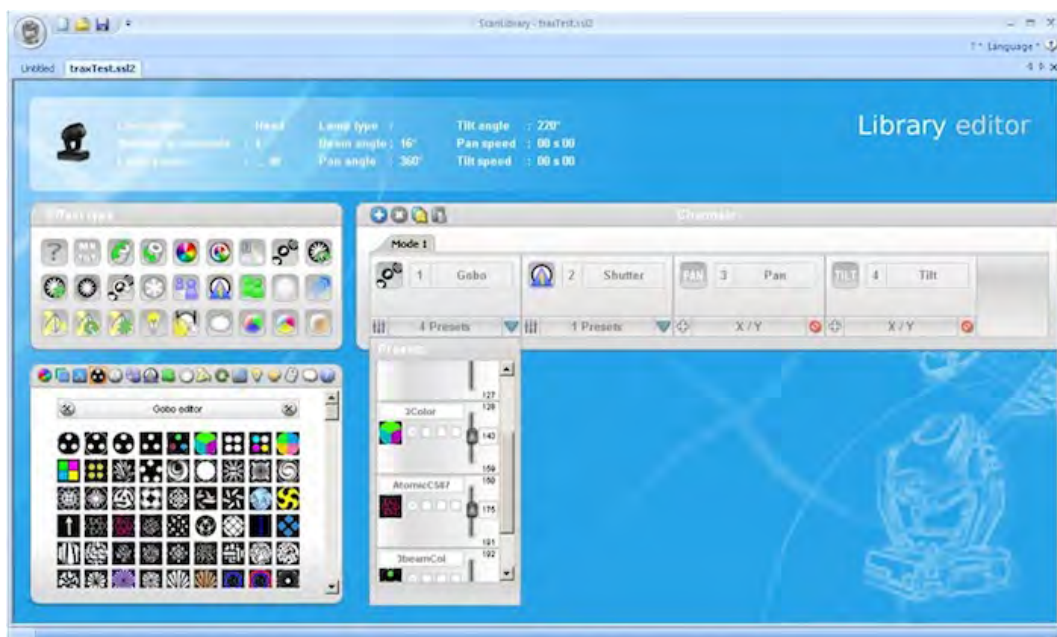 ScanLibrary - traxTest.ssl2
? ▾ Language ▾
Untitled traxTest.ssl2
Library editor
Lamp type :
Beam angle : 16°
Pan angle : 360°
Tilt angle : 220°
Pan speed : 00 s 00
Tilt speed : 00 s 00
Effect type
Channels
Mode 1
1 Gobo
2 Shutter
PAN 3 Pan
TILT 4 Tilt
4 Presets
1 Presets
X / Y
X / Y
Presets
127
128
3Color
143
159
160
AtomicC587
175
191
192
3beamCol
Gobo editor